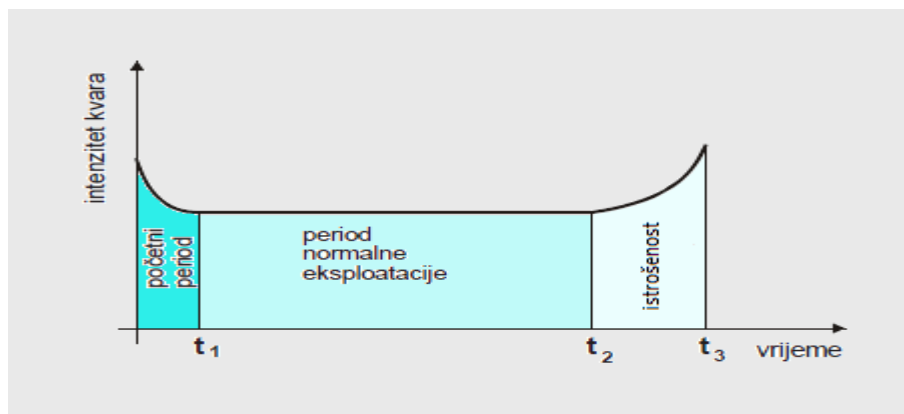 intenzitet kvara
početni
period
period
normalne
eksploatacije
istrošenost
t1
t2
t3
vrijeme